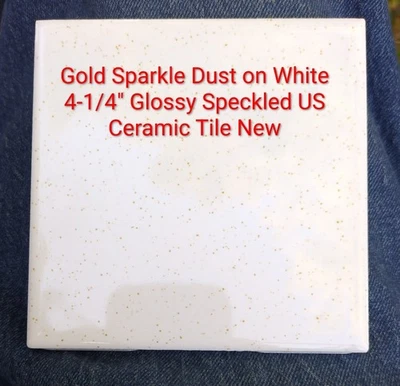 Gold Sparkle Dust on White
4-1/4" Glossy Speckled US
Ceramic Tile New